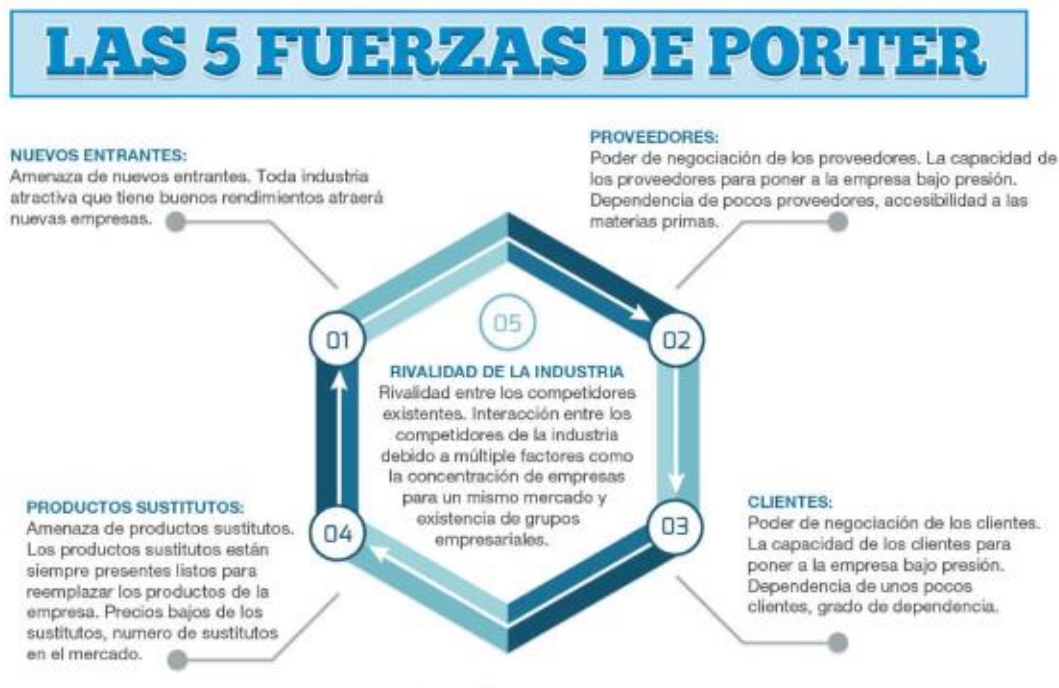 LAS 5 FUERZAS DE PORTER
NUEVOS ENTRANTES:
Amenaza de nuevos entrantes. Toda industria
atractiva que tiene buenos rendimientos atraerá
nuevas empresas.
PROVEEDORES:
Poder de negociación de los proveedores. La capacidad de
los proveedores para poner a la empresa bajo presión.
Dependencia de pocos proveedores, accesibilidad a las
materias primas.
01
02
05
RIVALIDAD DE LA INDUSTRIA
Rivalidad entre los competidores
existentes. Interacción entre los
competidores de la industria
debido a múltiple factores como
la concentración de empresas
para un mismo mercado y
existencia de grupos
empresariales.
03
CLIENTES:
Poder de negociación de los clientes.
La capacidad de los clientes para
poner a la empresa bajo presión.
Dependencia de unos pocos
clientes, grado de dependencia.
04
PRODUCTOS SUSTITUTOS:
Amenaza de productos sustitutos.
Los productos sustitutos están
siempre presentes listos para
reemplazar los productos de la
empresa. Precios bajos de los
sustitutos, numero de sustitutos
en el mercado.